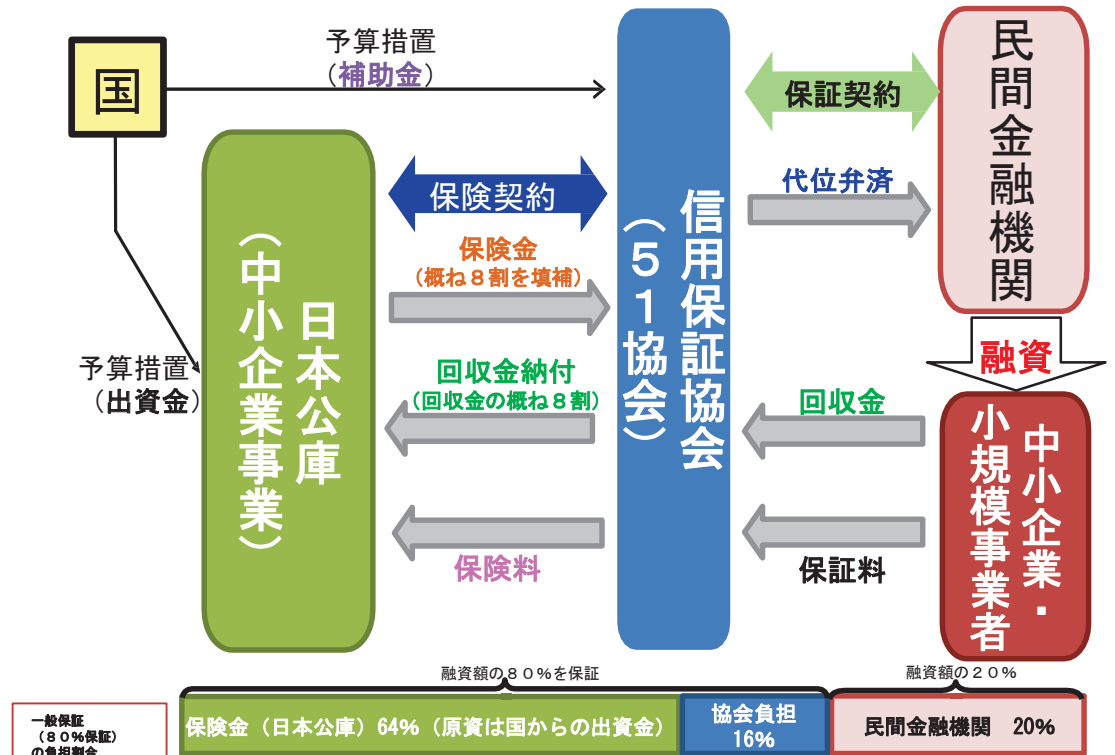 国
予算措置
（補助金）
予算措置
（出資金）
日本公庫
（中小企業事業）
保険契約
保険金
（概ね８割を填補）
回収金納付
（回収金の概ね８割）
保険料
信用保証協会
（５１協会）
保証契約
代位弁済
回収金
保証料
民間金融機関
融資
中小企業・
小規模事業者
融資額の８０%を保証
融資額の２０%
一般保証
（８０%保証）
の負担割合
保険金（日本公庫）64%（原資は国からの出資金）
協会負担
16%
民間金融機関　20%